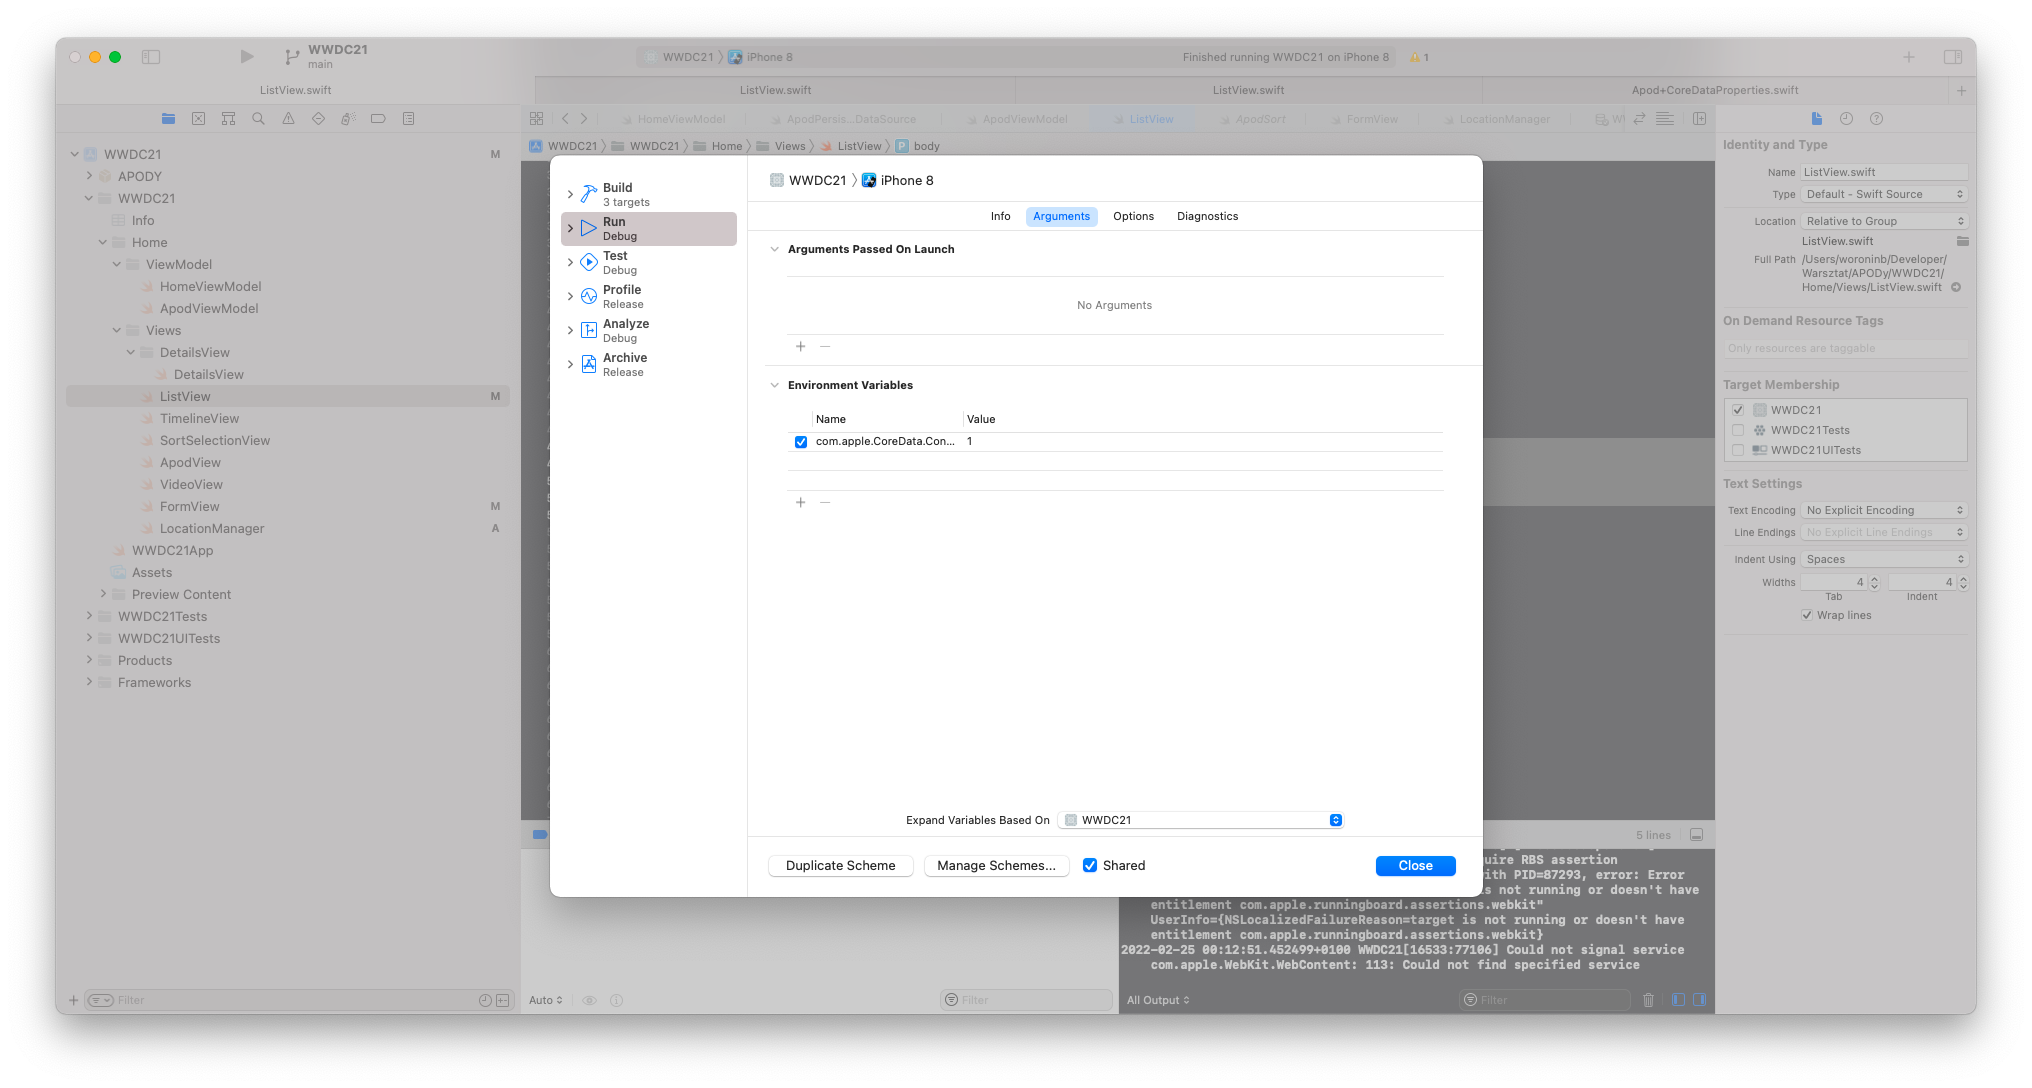 WWDC21
main
WWDC21
iPhone 8
Finished running WWDC21 on iPhone 8
1
ListView.swift
ListView.swift
ListView.swift
Apod+CoreDataProperties.swift
HomeViewModel
ApodPersis...DataSource
ApodViewModel
ListView
ApodSort
FormView
LocationManager
WWDC21
WWDC21
Home
Views
ListView
body
WWDC21 M
APODY
WWDC21
Info
Home
ViewModel
HomeViewModel
ApodViewModel
Views
DetailsView
DetailsView
ListView M
TimelineView
SortSelectionView
ApodView
VideoView
FormView M
LocationManager A
WWDC21App
Assets
Preview Content
WWDC21Tests
WWDC21UITests
Products
Frameworks
Filter
Build
3 targets
Run
Debug
Test
Debug
Profile
Release
Analyze
Debug
Archive
Release
WWDC21
iPhone 8
Info
Arguments
Options
Diagnostics
Arguments Passed On Launch
No Arguments
Environment Variables
Name Value
com.apple.CoreData.Con... 1
Expand Variables Based On WWDC21
Duplicate Scheme
Manage Schemes...
Shared
Close
5 lines
uire RBS assertion
ith PID=87293, error: Error
s not running or doesn't have
entitlement com.apple.runningboard.assertions.webkit"
UserInfo={NSLocalizedFailureReason=target is not running or doesn't have
entitlement com.apple.runningboard.assertions.webkit}
2022-02-25 00:12:51.452499+0100 WWDC21[16533:77106] Could not signal service
com.apple.WebKit.WebContent: 113: Could not find specified service
Auto
Filter
All Output
Filter
Identity and Type
Name ListView.swift
Type Default - Swift Source
Location Relative to Group
ListView.swift
Full Path /Users/woroninb/Developer/
Warsztat/APODy/WWDC21/
Home/Views/ListView.swift
On Demand Resource Tags
Only resources are taggable
Target Membership
WWDC21
WWDC21Tests
WWDC21UITests
Text Settings
Text Encoding No Explicit Encoding
Line Endings No Explicit Line Endings
Indent Using Spaces
Widths 4 4
Tab Indent
Wrap lines